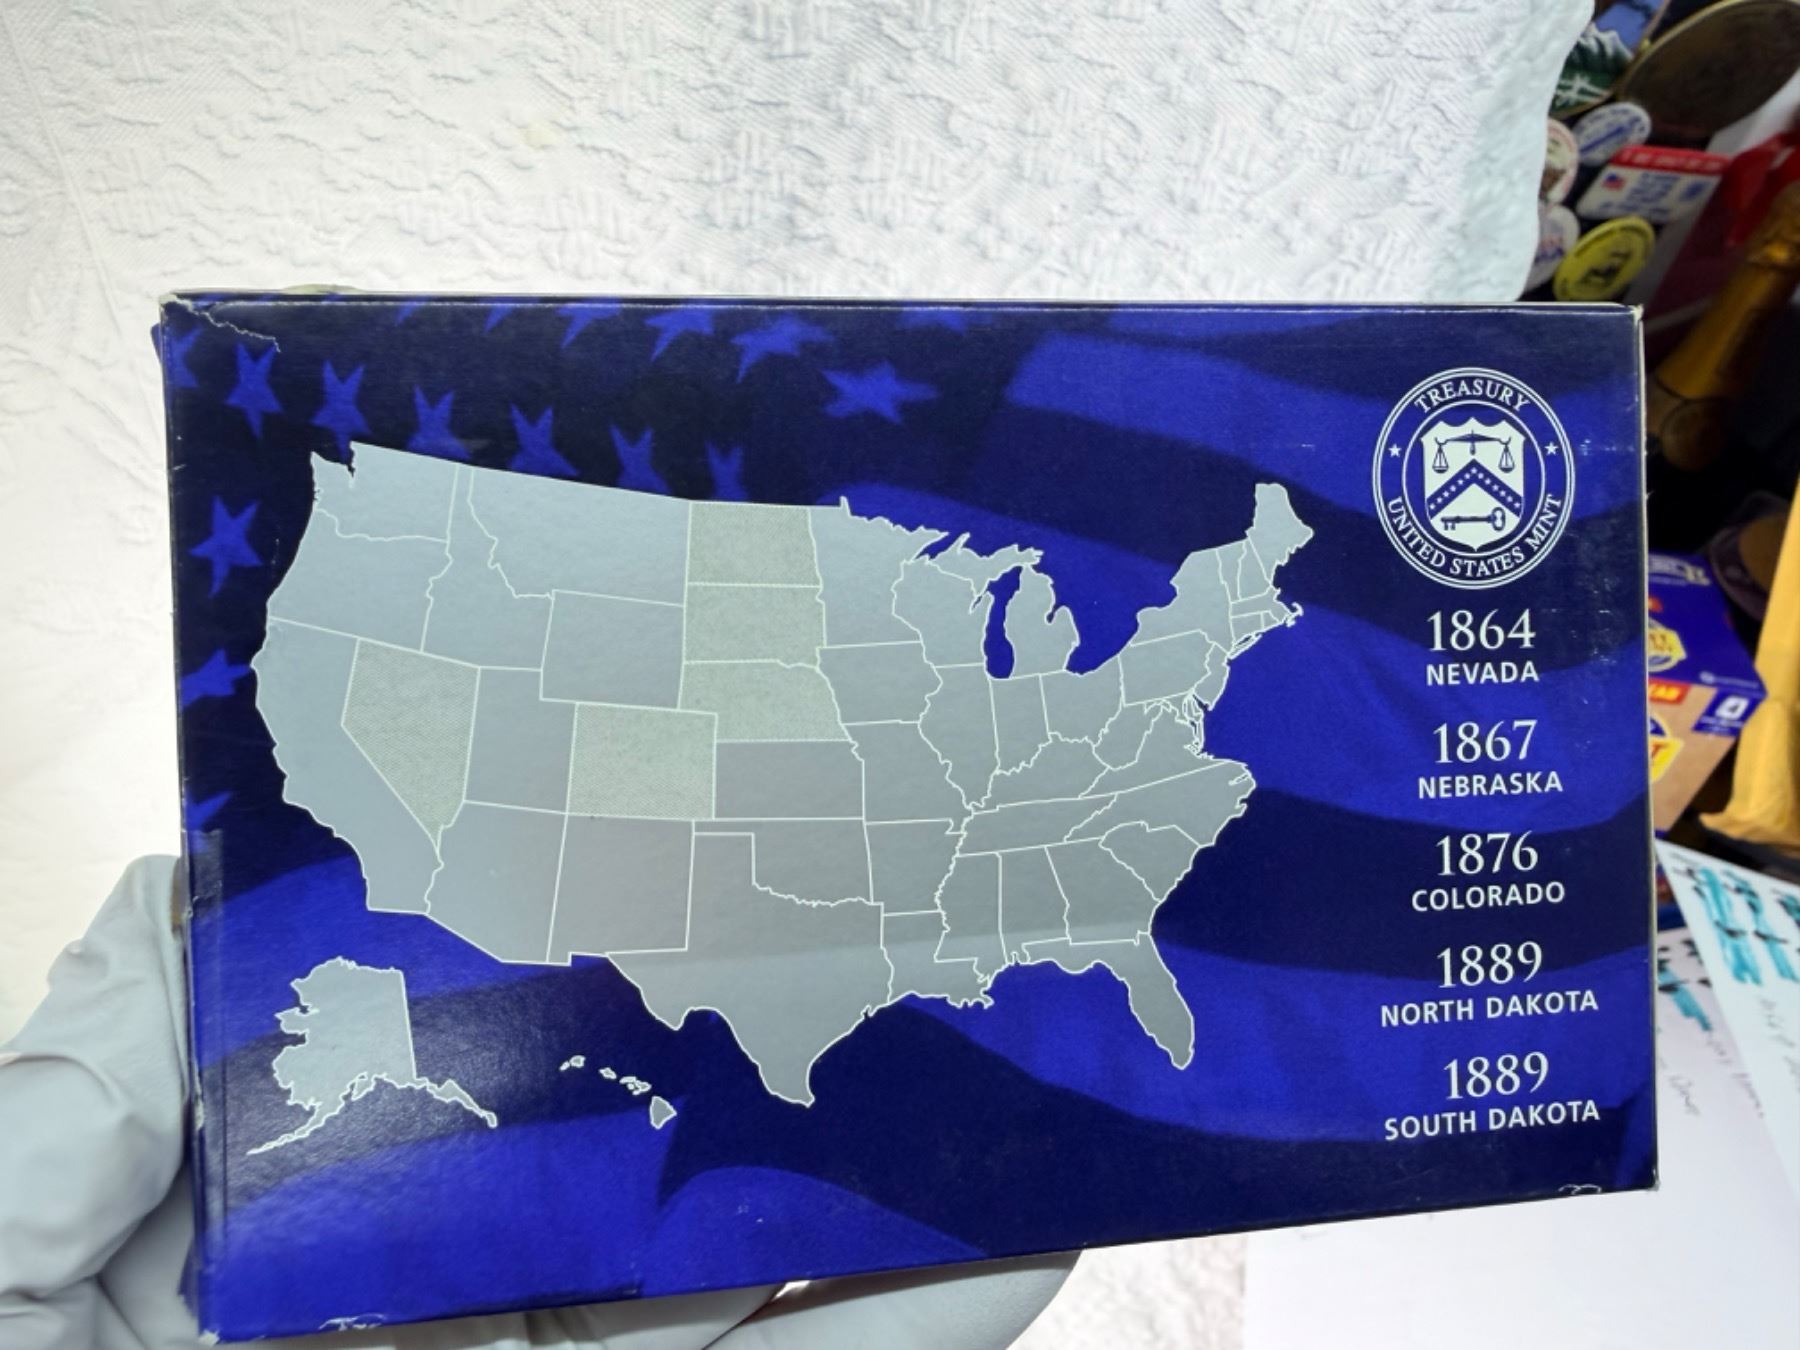 TREASURY
UNITED STATES MINT
1864
NEVADA
1867
NEBRASKA
1876
COLORADO
1889
NORTH DAKOTA
1889
SOUTH DAKOTA